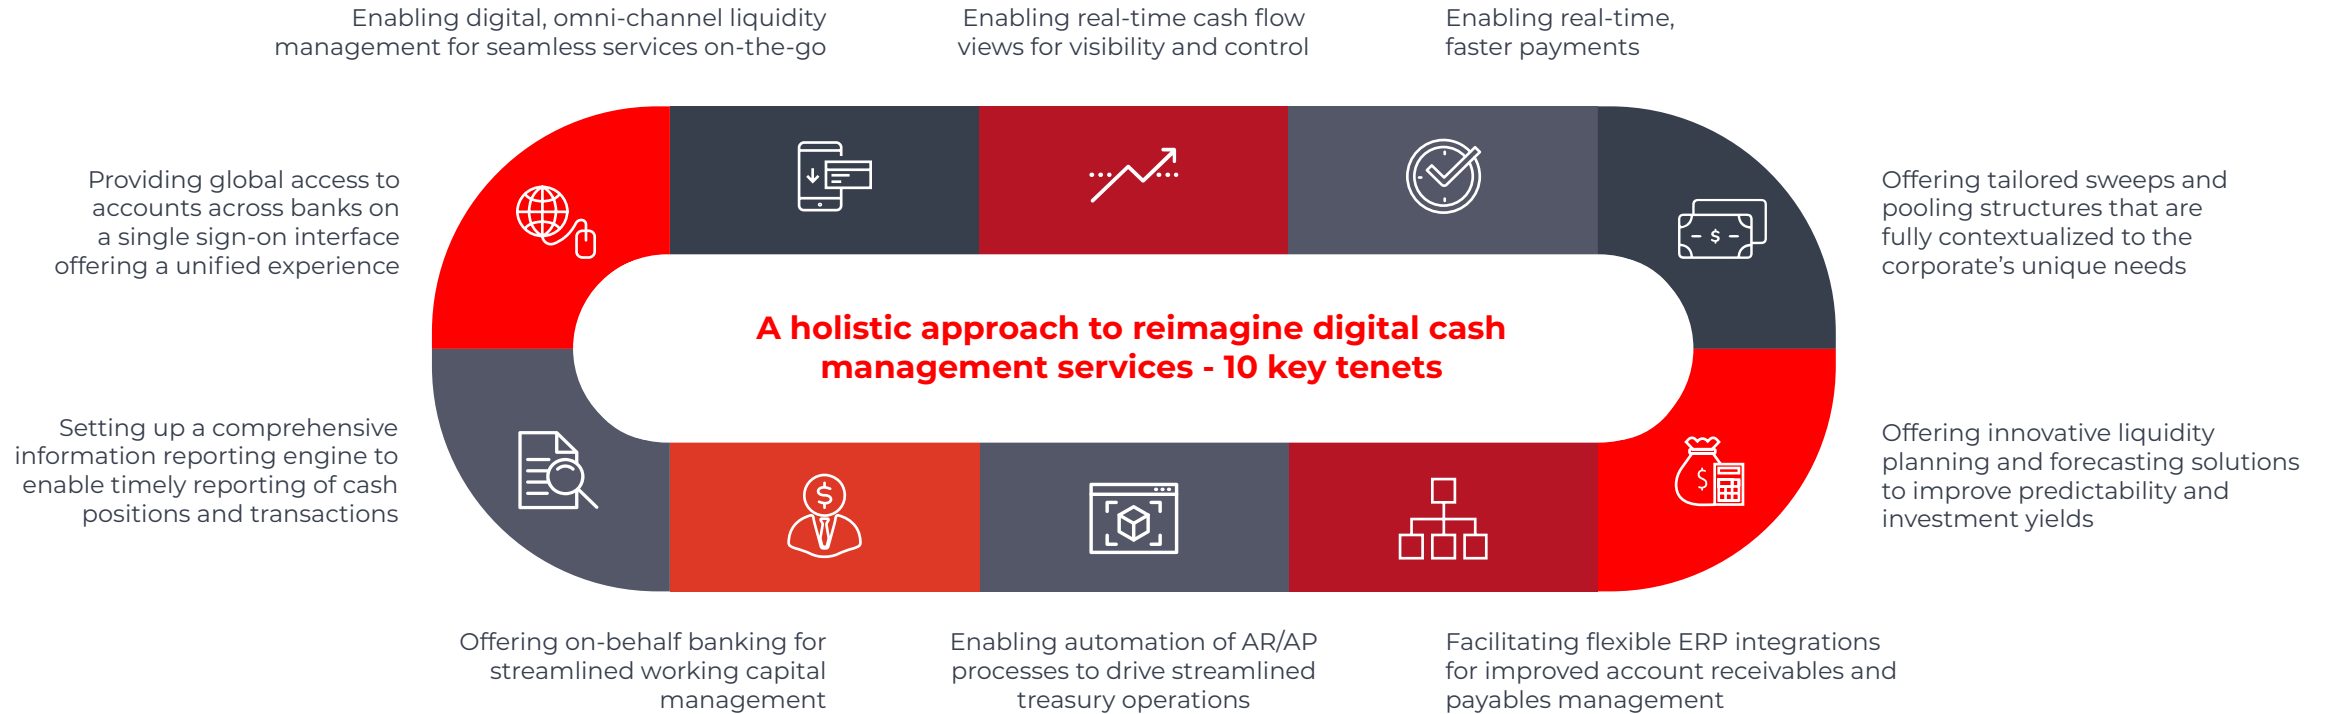 Enabling digital, omni-channel liquidity
management for seamless services on-the-go
Enabling real-time cash flow
views for visibility and control
Enabling real-time,
faster payments
Providing global access to
accounts across banks on
a single sign-on interface
offering a unified experience
Offering tailored sweeps and
pooling structures that are
fully contextualized to the
corporate’s unique needs
A holistic approach to reimagine digital cash
management services - 10 key tenets
Setting up a comprehensive
information reporting engine to
enable timely reporting of cash
positions and transactions
Offering innovative liquidity
planning and forecasting solutions
to improve predictability and
investment yields
Offering on-behalf banking for
streamlined working capital
management
Enabling automation of AR/AP
processes to drive streamlined
treasury operations
Facilitating flexible ERP integrations
for improved account receivables and
payables management